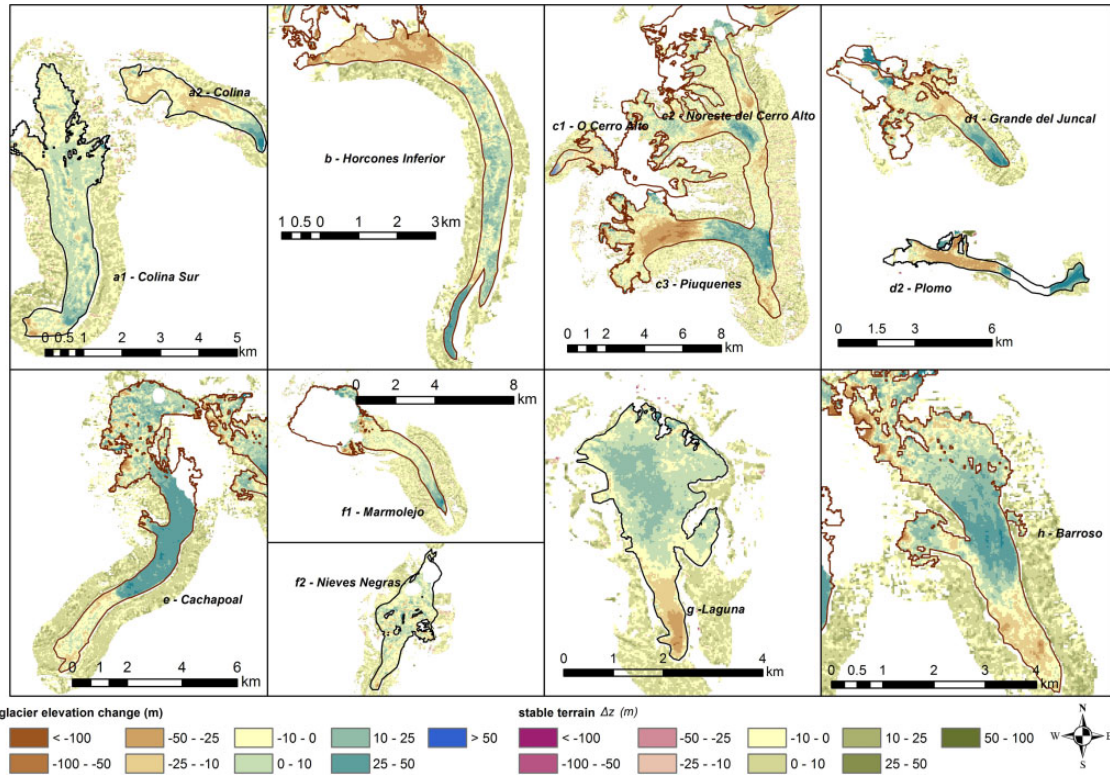 a2 - Colina
a1 - Colina Sur
0 0.5 1 2 3 4 5
km
b - Horcones Inferior
1 0.5 0 1 2 3
km
c1 - O Cerro Alto
c2 - Noreste del Cerro Alto
c3 - Piuquenes
0 1 2 4 6 8
km
d1 - Grande del Juncal
d2 - Plomo
0 1.5 3 6
km
e - Cachapoal
0 1 2 4 6
km
0 2 4 8
km
f1 - Marmolejo
f2 - Nieves Negras
g -Laguna
0 2 4
km
h - Barroso
0 0.5 1 2 3 4
km
glacier elevation change (m)
< -100
-50 - -25
-10 - 0
10 - 25
> 50
-100 - -50
-25 - -10
0 - 10
25 - 50
stable terrain Δz (m)
< -100
-50 - -25
-10 - 0
10 - 25
50 - 100
-100 - -50
-25 - -10
0 - 10
25 - 50
N
W E
S